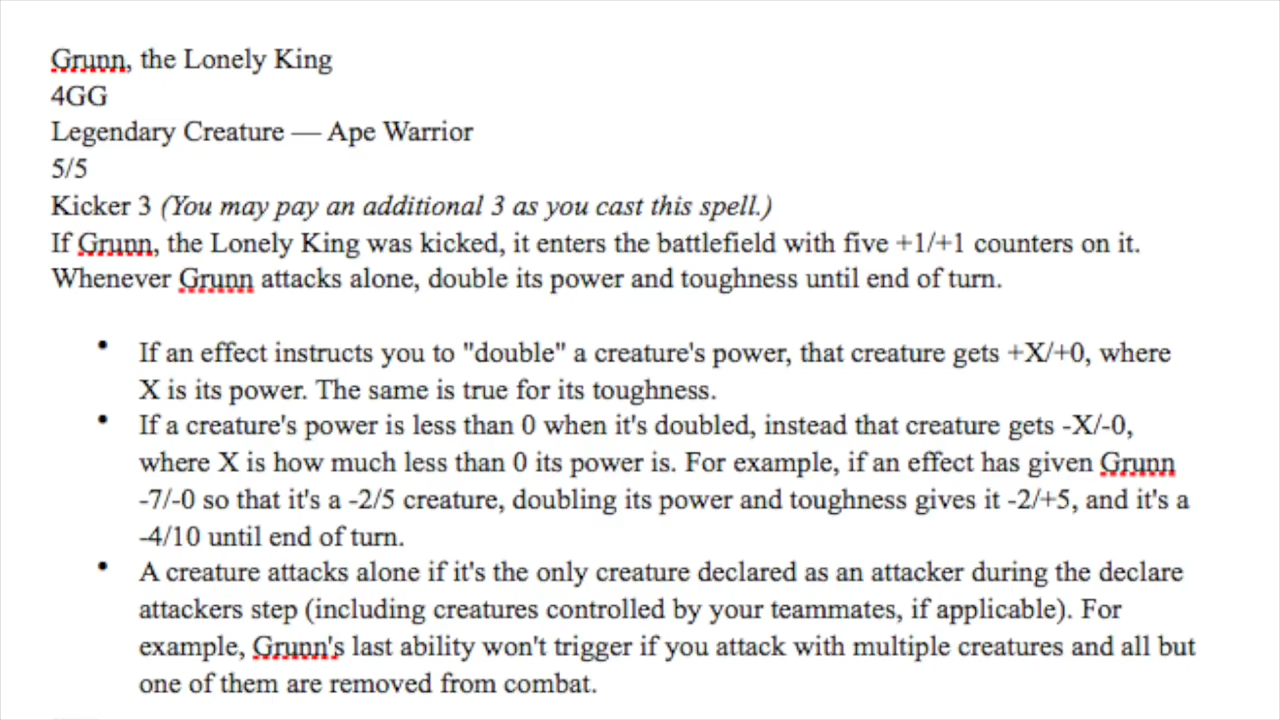 Grunn, the Lonely King
4GG
Legendary Creature — Ape Warrior
5/5
Kicker 3 (You may pay an additional 3 as you cast this spell.)
If Grunn, the Lonely King was kicked, it enters the battlefield with five +1/+1 counters on it.
Whenever Grunn attacks alone, double its power and toughness until end of turn.
• If an effect instructs you to "double" a creature's power, that creature gets +X/+0, where
X is its power. The same is true for its toughness.
• If a creature's power is less than 0 when it's doubled, instead that creature gets -X/-0,
where X is how much less than 0 its power is. For example, if an effect has given Grunn
-7/-0 so that it's a -2/5 creature, doubling its power and toughness gives it -2/+5, and it's a
-4/10 until end of turn.
• A creature attacks alone if it's the only creature declared as an attacker during the declare
attackers step (including creatures controlled by your teammates, if applicable). For
example, Grunn's last ability won't trigger if you attack with multiple creatures and all but
one of them are removed from combat.